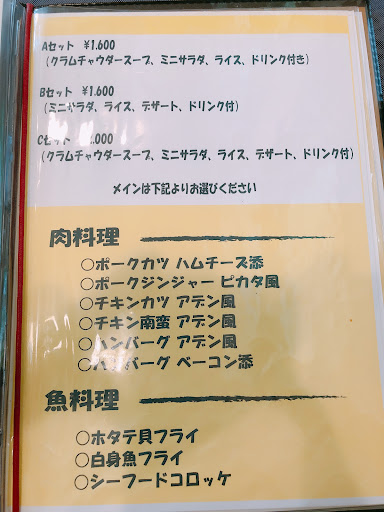 Aセット ¥1.600
(クラムチャウダースープ、ミニサラダ、ライス、ドリンク付き)
Bセット ¥1.600
(ミニサラダ、ライス、デザート、ドリンク付)
Cセット .000
(クラムチャウダースープ、ミニサラダ、ライス、デザート、ドリンク付)
メインは下記よりお選びください
肉料理
○ポークカツ ハムチーズ添
○ポークジンジャー ピカタ風
○チキンカツ アデン風
○チキン南蛮 アデン風
○ハンバーグ アデン風
○ハンバーグ ベーコン添
魚料理
○ホタテ貝フライ
○白身魚フライ
○シーフードコロッケ